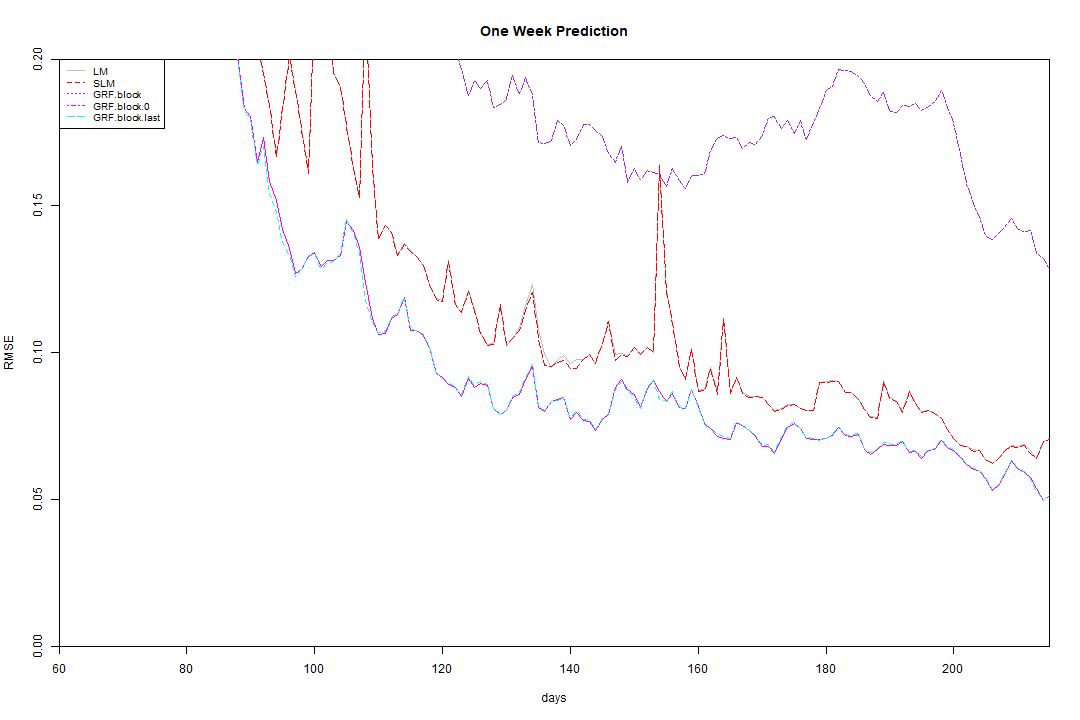 One Week Prediction
LM
SLM
GRF.block
GRF.block.0
GRF.block.last
0.20
0.15
0.10
0.05
0.00
RMSE
60 80 100 120 140 160 180 200
days